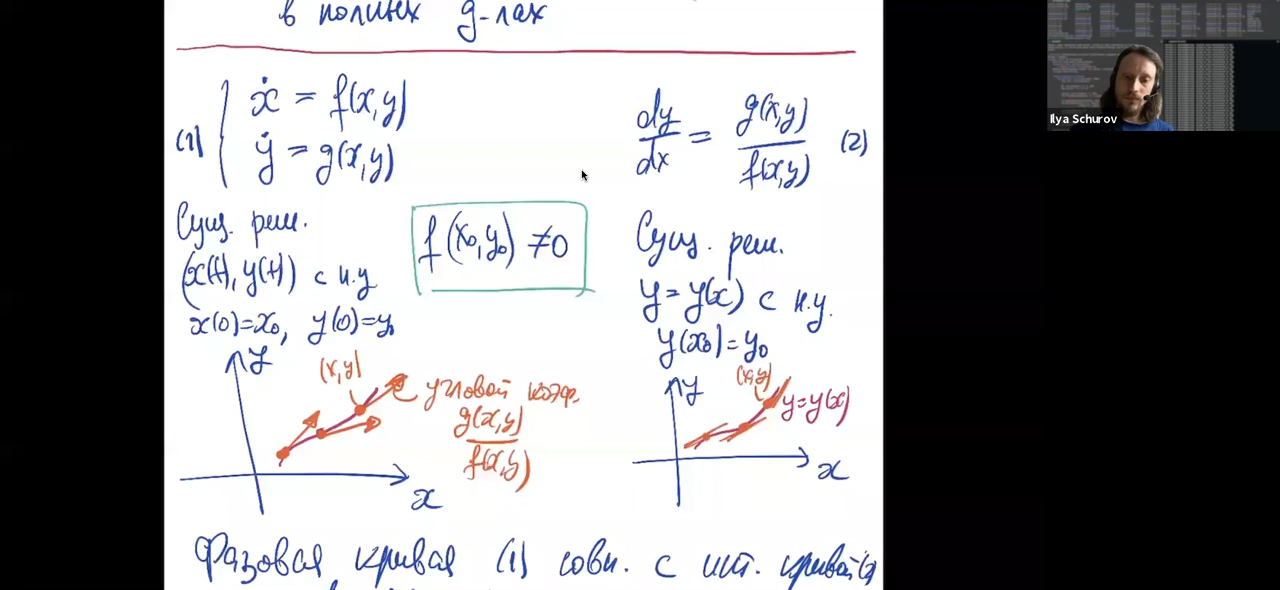 в полных д-лах
(1) { ẋ = f(x,y)
ẏ = g(x,y)
dy/dx = g(x,y)/f(x,y) (2)
Сущ. реш.
(x(t), y(t)) с н.у
x(0)=x₀, y(0)=y₀
f(x₀,y₀) ≠ 0
Сущ. реш.
y = y(x) с н.у.
y(x₀)=y₀
y
(x,y)
угловой коэф.
g(x,y)/f(x,y)
x
y
(x,y)
y=y(x)
x
Фазовая кривая (1) совп. с инт. кривой (2)
Ilya Schurov